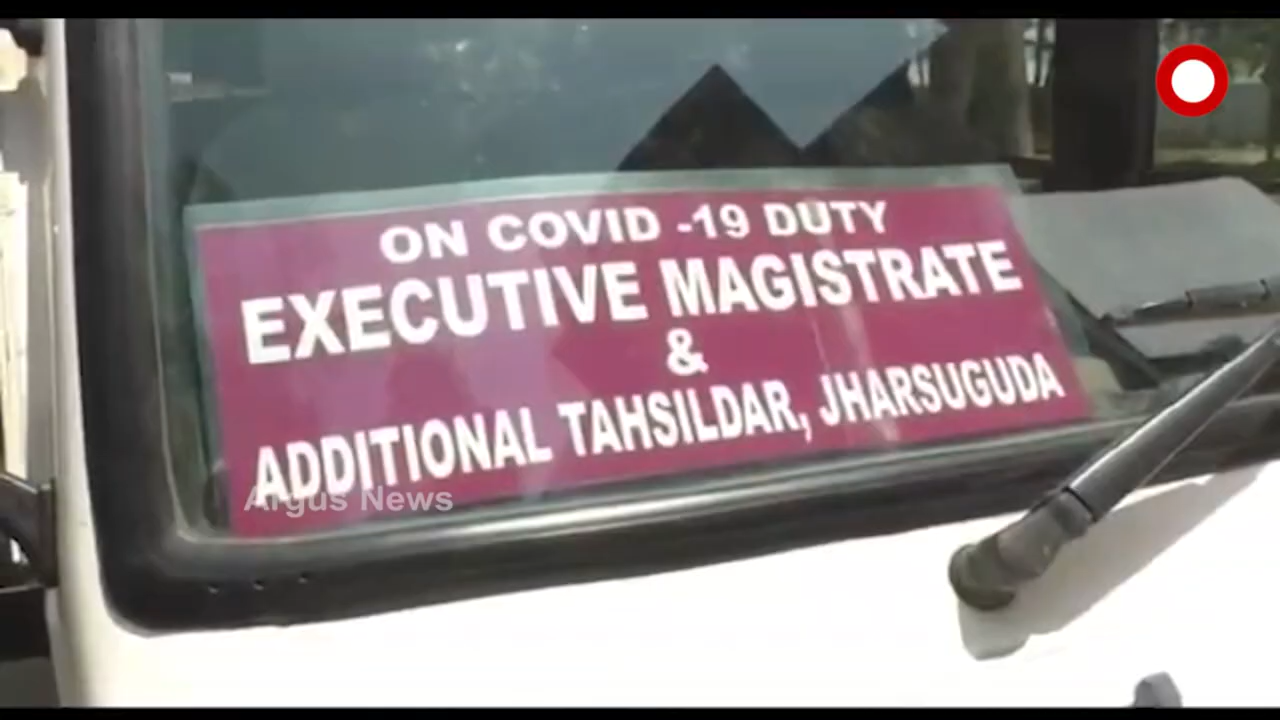 ON COVID -19 DUTY
EXECUTIVE MAGISTRATE
&
ADDITIONAL TAHSILDAR, JHARSUGUDA
Argus News